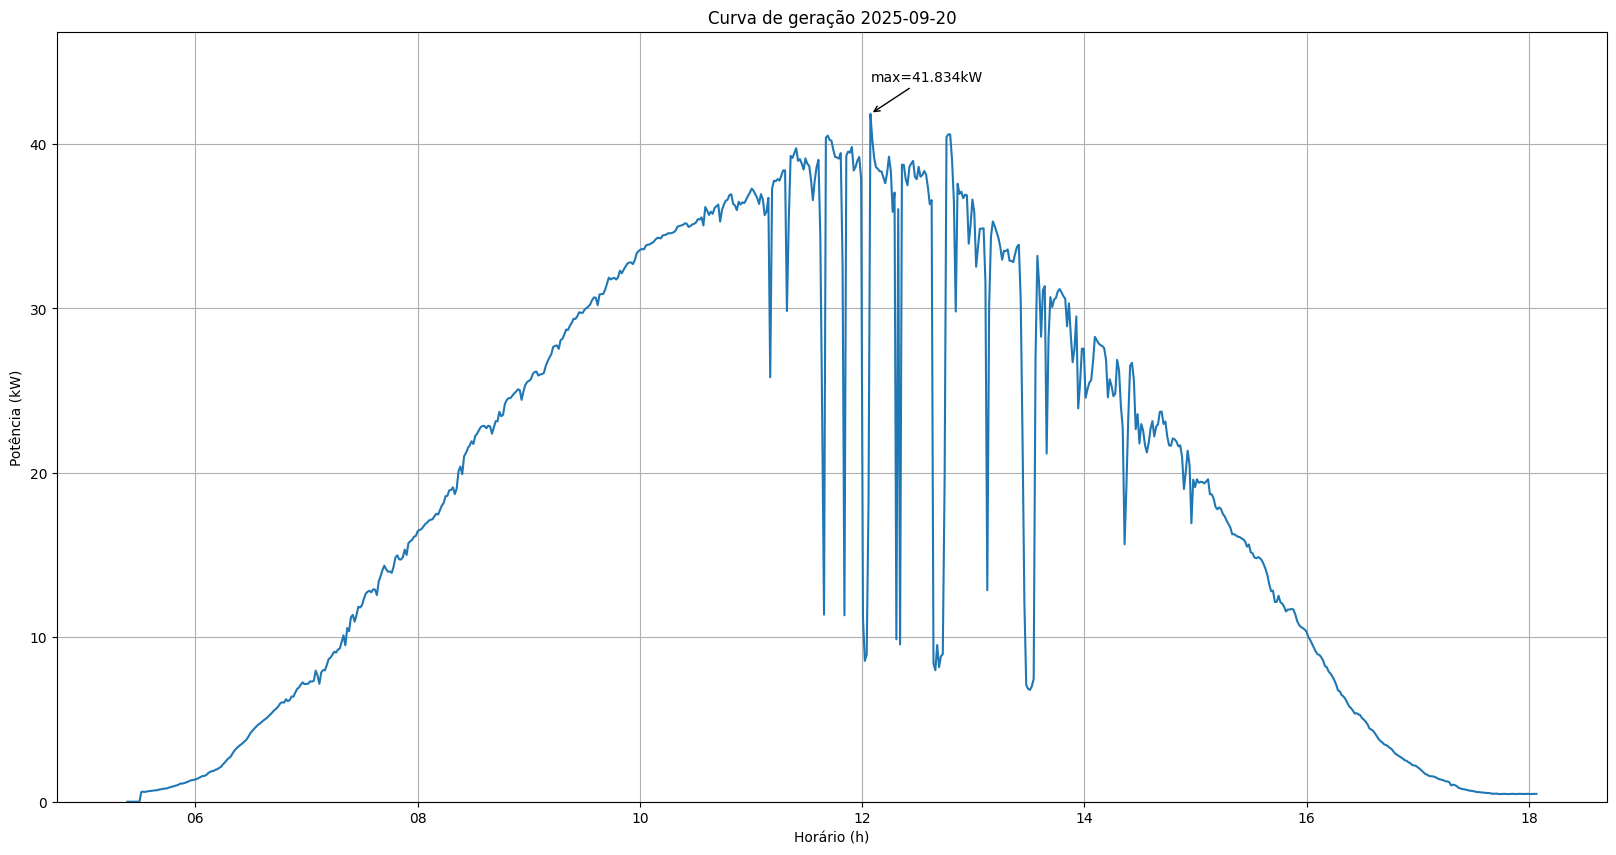 Curva de geração 2025-09-20
max=41.834kW
Potência (kW)
40
30
20
10
0
06 08 10 12 14 16 18
Horário (h)